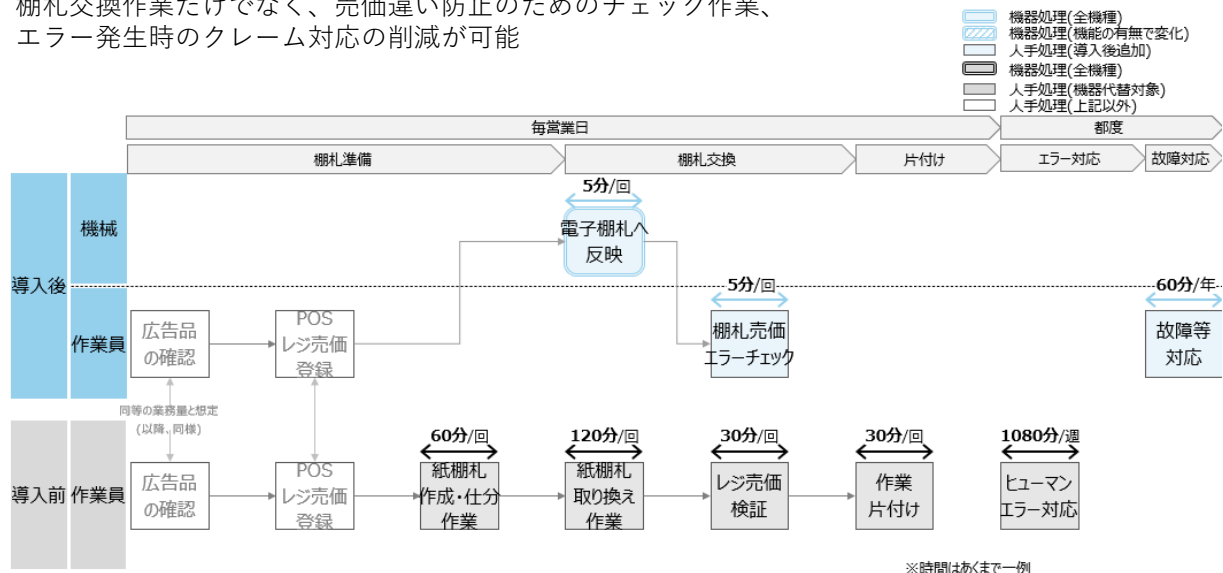 棚札交換作業だけでなく、売価違い防止のためのチェック作業、
エラー発生時のクレーム対応の削減が可能
機器処理(全機種)
機器処理(機能の有無で変化)
人手処理(導入後追加)
機器処理(全機種)
人手処理(機器代替対象)
人手処理(上記以外)
毎営業日
都度
棚札準備
棚札交換
片付け
エラー対応
故障対応
導入後
機械
5分/回
電子棚札へ
反映
作業員
広告品
の確認
POS
レジ売価
登録
5分/回
棚札売価
エラーチェック
60分/年
故障等
対応
同等の業務量と想定
(以降、同様)
導入前
作業員
広告品
の確認
POS
レジ売価
登録
60分/回
紙棚札
作成・仕分
作業
120分/回
紙棚札
取り換え
作業
30分/回
レジ売価
検証
30分/回
作業
片付け
1080分/週
ヒューマン
エラー対応
※時間はあくまで一例